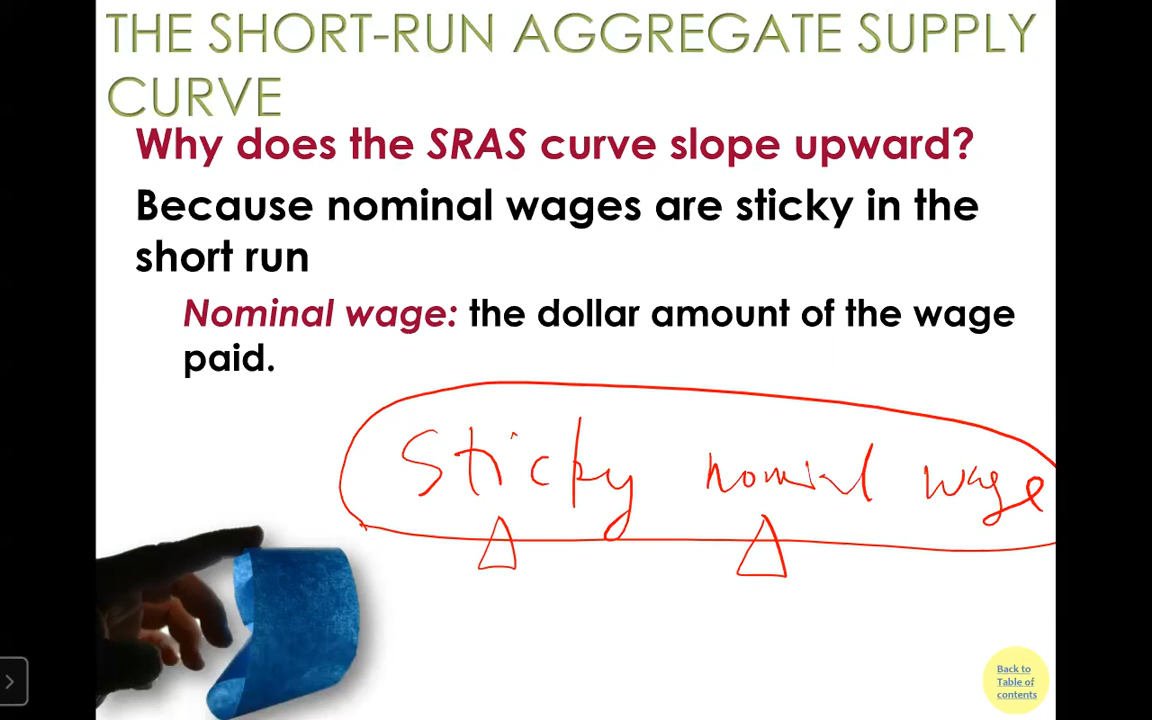 THE SHORT-RUN AGGREGATE SUPPLY
CURVE
Why does the SRAS curve slope upward?
Because nominal wages are sticky in the
short run
Nominal wage: the dollar amount of the wage
paid.
Sticky nominal wage
Back to
Table of
contents